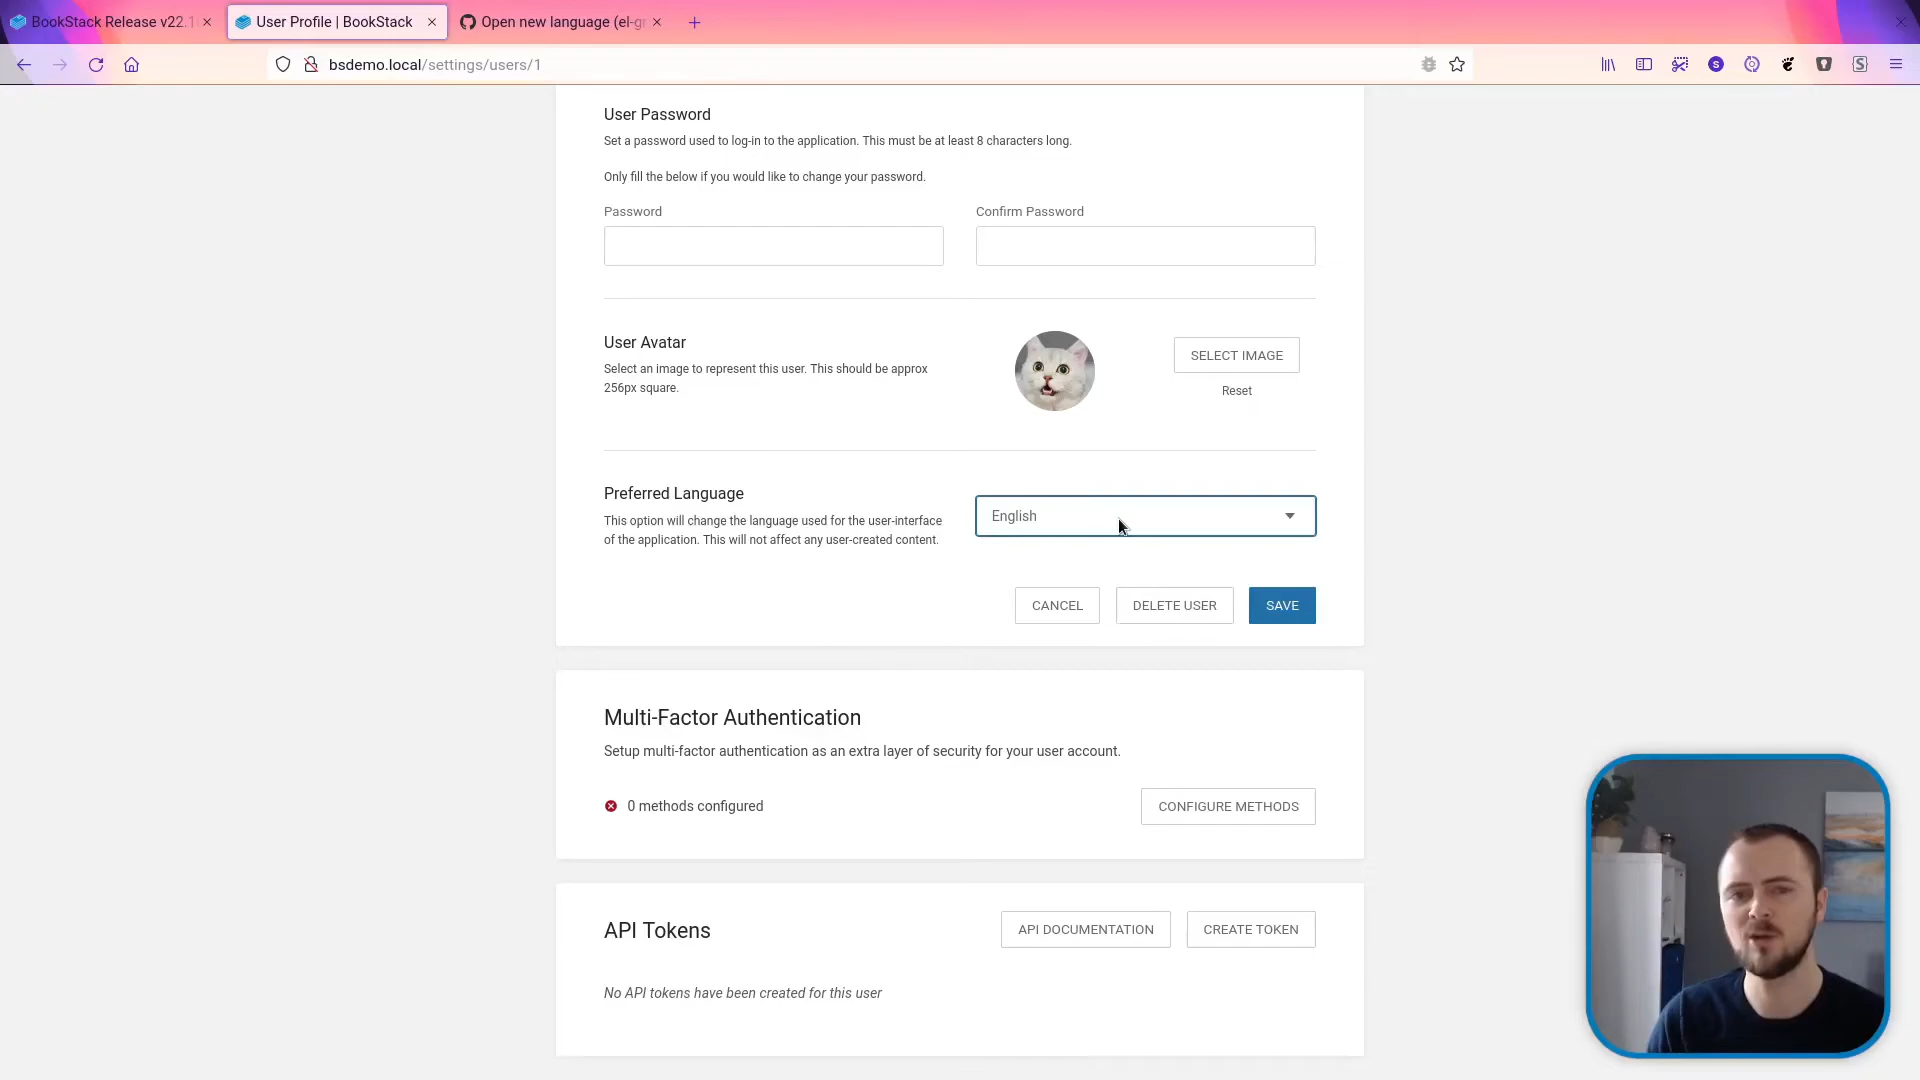 BookStack Release v22.1
User Profile | BookStack
Open new language (el-g
bsdemo.local/settings/users/1
User Password
Set a password used to log-in to the application. This must be at least 8 characters long.
Only fill the below if you would like to change your password.
Password
Confirm Password
User Avatar
Select an image to represent this user. This should be approx
256px square.
SELECT IMAGE
Reset
Preferred Language
This option will change the language used for the user-interface
of the application. This will not affect any user-created content.
English
CANCEL
DELETE USER
SAVE
Multi-Factor Authentication
Setup multi-factor authentication as an extra layer of security for your user account.
0 methods configured
CONFIGURE METHODS
API Tokens
API DOCUMENTATION
CREATE TOKEN
No API tokens have been created for this user